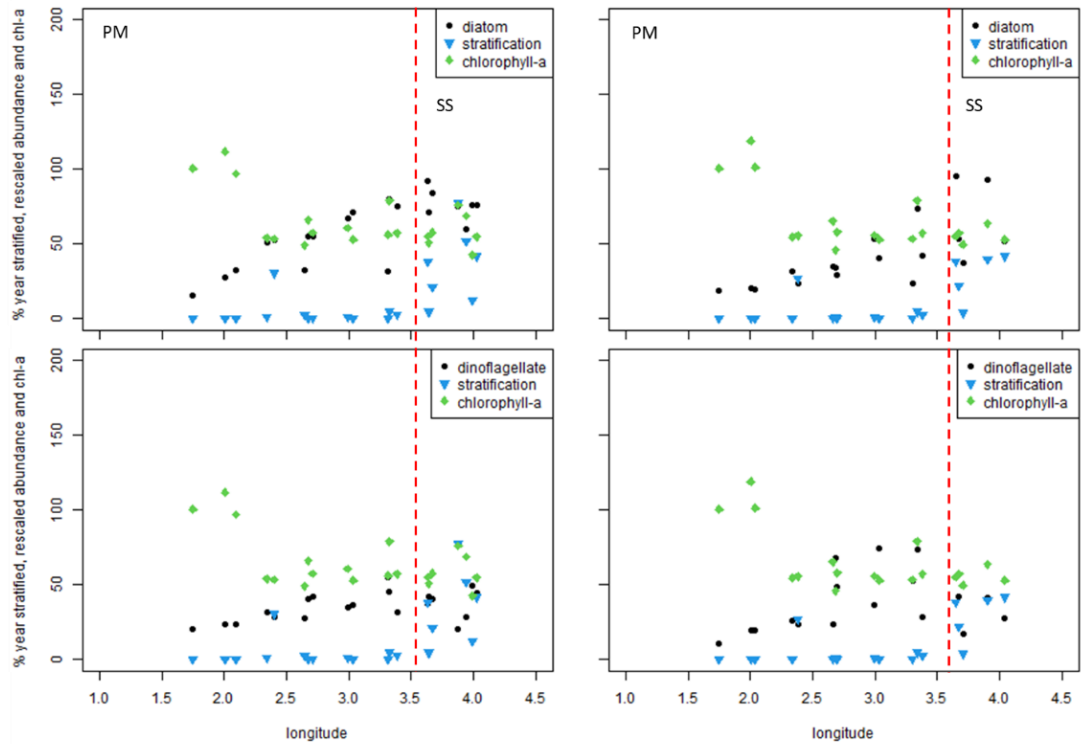 % year stratified, rescaled abundance and chl-a
200
150
100
50
0
PM
diatom
stratification
chlorophyll-a
SS
PM
diatom
stratification
chlorophyll-a
SS
% year stratified, rescaled abundance and chl-a
200
150
100
50
0
dinoflagellate
stratification
chlorophyll-a
dinoflagellate
stratification
chlorophyll-a
1.0 1.5 2.0 2.5 3.0 3.5 4.0 4.5
longitude
1.0 1.5 2.0 2.5 3.0 3.5 4.0 4.5
longitude